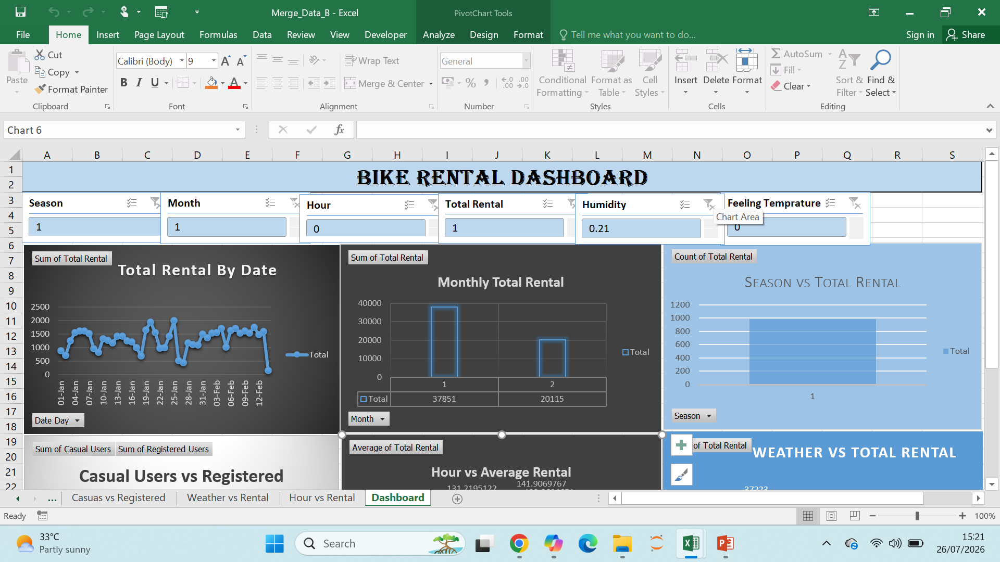 Merge_Data_B - Excel
PivotChart Tools
File Home Insert Page Layout Formulas Data Review View Developer Analyze Design Format Tell me what you want to do... Sign in Share
Paste
Cut
Copy
Format Painter
Clipboard
Calibri (Body) 9
B I U
Font
Wrap Text
Merge & Center
Alignment
General
Number
Conditional Formatting
Format as Table
Cell Styles
Styles
Insert Delete Format
Cells
AutoSum
Fill
Clear
Sort & Filter
Find & Select
Editing
Chart 6
fx
A B C D E F G H I J K L M N O P Q R S
1
2
3
4
5
6
7
8
9
10
11
12
13
14
15
16
17
18
19
20
21
22
BIKE RENTAL DASHBOARD
Season
1
Month
1
Hour
0
Total Rental
1
Humidity
0.21
Feeling Temprature
0
Chart Area
Sum of Total Rental
Total Rental By Date
2500
2000
1500
1000
500
0
01-Jan 04-Jan 07-Jan 10-Jan 13-Jan 16-Jan 19-Jan 22-Jan 25-Jan 28-Jan 31-Jan 03-Feb 06-Feb 09-Feb 12-Feb
Total
Date Day
Sum of Total Rental
Monthly Total Rental
40000
30000
20000
10000
0
1 2
Total 37851 20115
Total
Month
Count of Total Rental
Season vs Total Rental
1200
1000
800
600
400
200
0
1
Total
Season
Sum of Casual Users Sum of Registered Users
Casual Users vs Registered
Average of Total Rental
Hour vs Average Rental
141.9069767
131.2195122
of Total Rental
WEATHER VS TOTAL RENTAL
37223
... Casuas vs Registered Weather vs Rental Hour vs Rental Dashboard
Ready
100%
33°C
Partly sunny
Search
15:21
26/07/2026